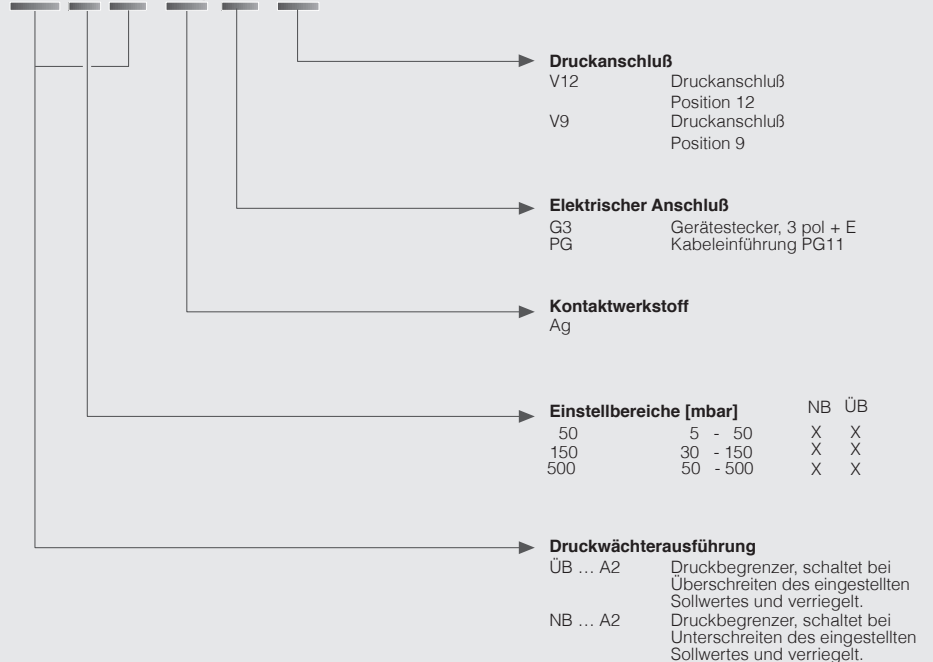 Druckanschluß
V12 Druckanschluß
Position 12
V9 Druckanschluß
Position 9
Elektrischer Anschluß
G3 Gerätestecker, 3 pol + E
PG Kabeleinführung PG11
Kontaktwerkstoff
Ag
Einstellbereiche [mbar] NB ÜB
50 5 - 50 X X
150 30 - 150 X X
500 50 - 500 X X
Druckwächterausführung
ÜB … A2 Druckbegrenzer, schaltet bei
Überschreiten des eingestellten
Sollwertes und verriegelt.
NB … A2 Druckbegrenzer, schaltet bei
Unterschreiten des eingestellten
Sollwertes und verriegelt.